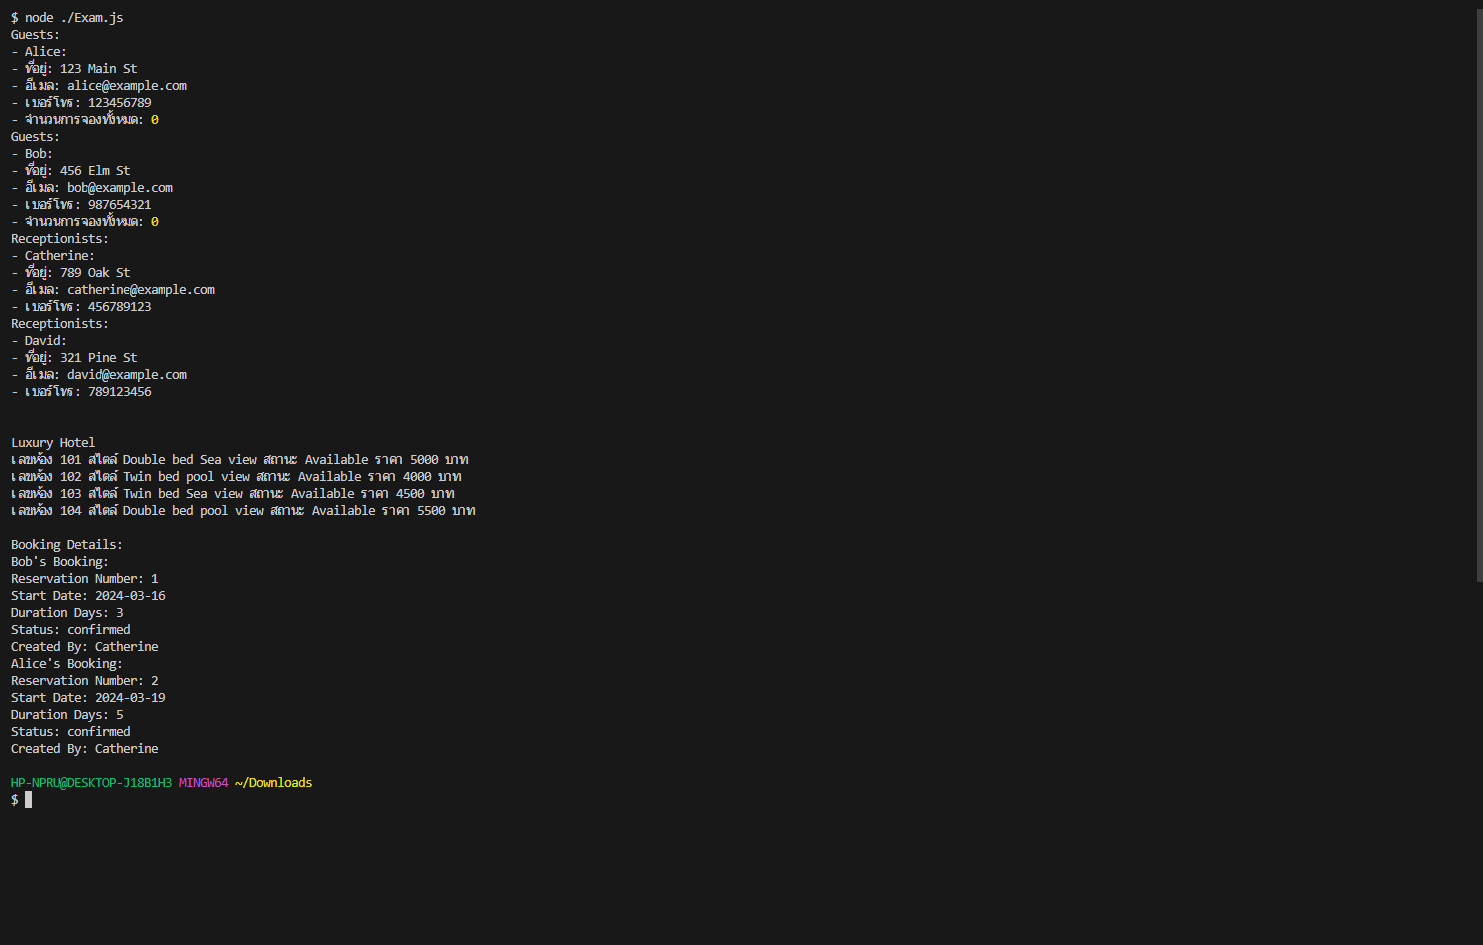 $ node ./Exam.js
Guests:
- Alice:
- ที่อยู่: 123 Main St
- อีเมล: alice@example.com
- เบอร์โทร: 123456789
- จำนวนการจองทั้งหมด: 0
Guests:
- Bob:
- ที่อยู่: 456 Elm St
- อีเมล: bob@example.com
- เบอร์โทร: 987654321
- จำนวนการจองทั้งหมด: 0
Receptionists:
- Catherine:
- ที่อยู่: 789 Oak St
- อีเมล: catherine@example.com
- เบอร์โทร: 456789123
Receptionists:
- David:
- ที่อยู่: 321 Pine St
- อีเมล: david@example.com
- เบอร์โทร: 789123456
Luxury Hotel
เลขห้อง 101 สไตล์ Double bed Sea view สถานะ Available ราคา 5000 บาท
เลขห้อง 102 สไตล์ Twin bed pool view สถานะ Available ราคา 4000 บาท
เลขห้อง 103 สไตล์ Twin bed Sea view สถานะ Available ราคา 4500 บาท
เลขห้อง 104 สไตล์ Double bed pool view สถานะ Available ราคา 5500 บาท
Booking Details:
Bob's Booking:
Reservation Number: 1
Start Date: 2024-03-16
Duration Days: 3
Status: confirmed
Created By: Catherine
Alice's Booking:
Reservation Number: 2
Start Date: 2024-03-19
Duration Days: 5
Status: confirmed
Created By: Catherine
HP-NPRU@DESKTOP-J18B1H3 MINGW64 ~/Downloads
$